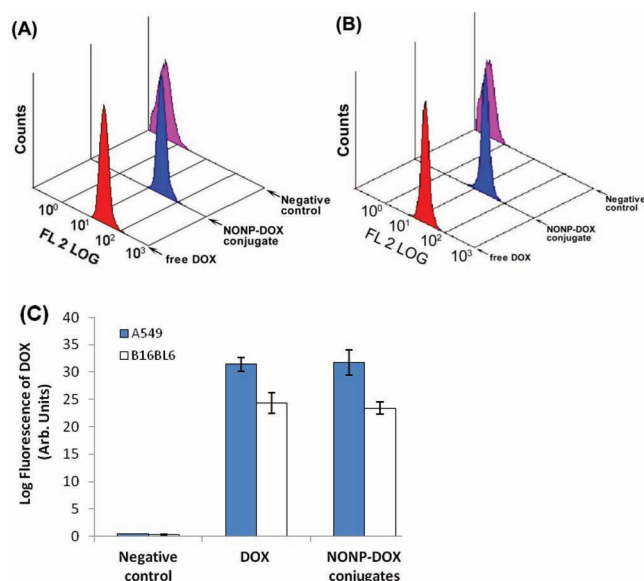 (A)
Counts
10⁰
10¹
10²
10³
FL 2 LOG
Negative
control
NONP-DOX
conjugate
free DOX
(B)
Counts
10⁰
10¹
10²
10³
FL 2 LOG
Negative
control
NONP-DOX
conjugate
free DOX
(C)
Log Fluorescence of DOX
(Arb. Units)
40
35
30
25
20
15
10
5
0
A549
B16BL6
Negative
control
DOX
NONP-DOX
conjugates